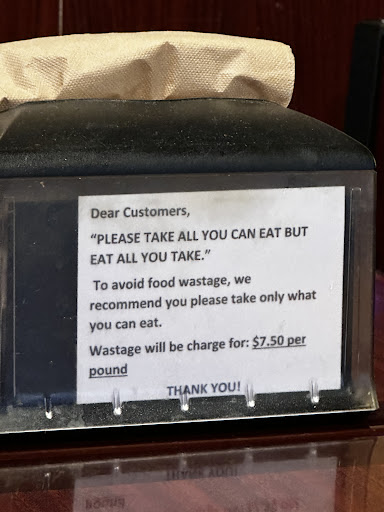 Dear Customers,
“PLEASE TAKE ALL YOU CAN EAT BUT
EAT ALL YOU TAKE.”
To avoid food wastage, we
recommend you please take only what
you can eat.
Wastage will be charge for: $7.50 per
pound
THANK YOU!